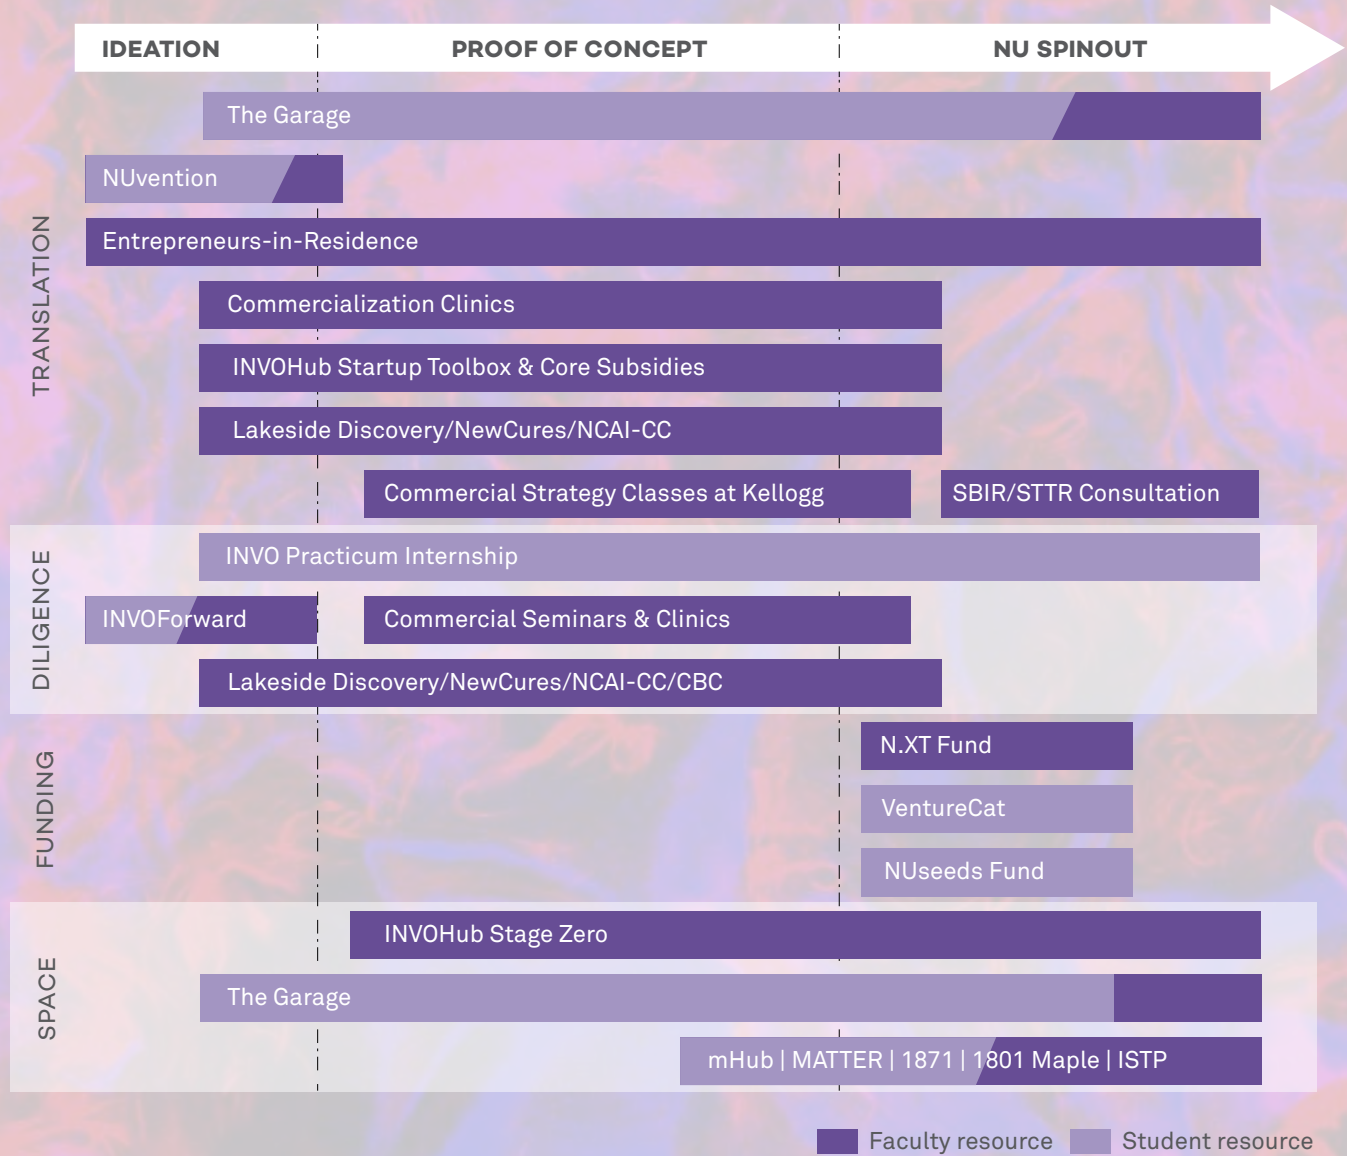 IDEATION
PROOF OF CONCEPT
NU SPINOUT
TRANSLATION
The Garage
NUvention
Entrepreneurs-in-Residence
Commercialization Clinics
INVOHub Startup Toolbox & Core Subsidies
Lakeside Discovery/NewCures/NCAI-CC
Commercial Strategy Classes at Kellogg
SBIR/STTR Consultation
DILIGENCE
INVO Practicum Internship
INVOForward
Commercial Seminars & Clinics
Lakeside Discovery/NewCures/NCAI-CC/CBC
FUNDING
N.XT Fund
VentureCat
NUseeds Fund
SPACE
INVOHub Stage Zero
The Garage
mHub | MATTER | 1871 | 1801 Maple | ISTP
Faculty resource
Student resource